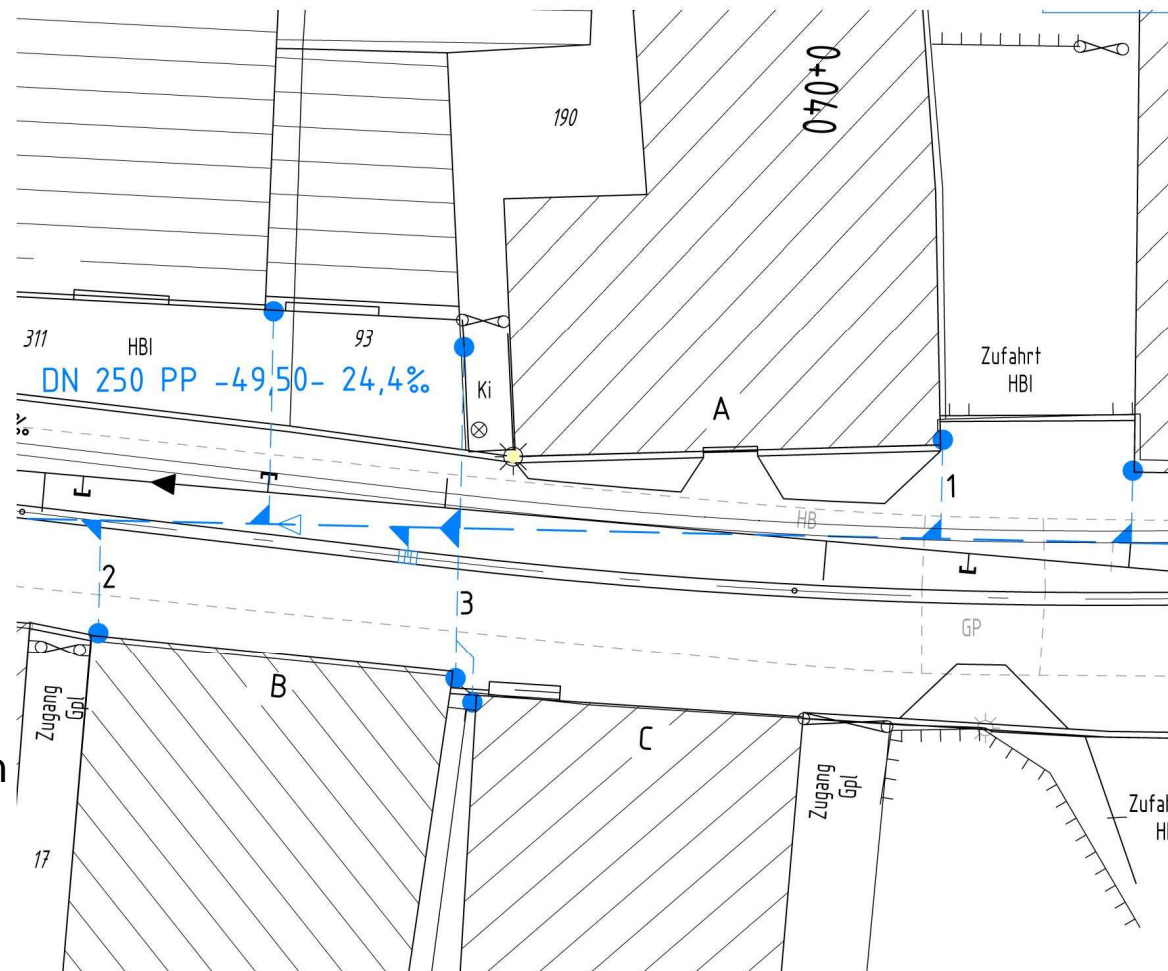 0+040
190
311
HBI
93
DN 250 PP -49,50- 24,4‰
Ki
A
Zufahrt
HBI
‰
1
HB
2
3
GP
B
C
Zugang
Gpl
Zugang
Gpl
17